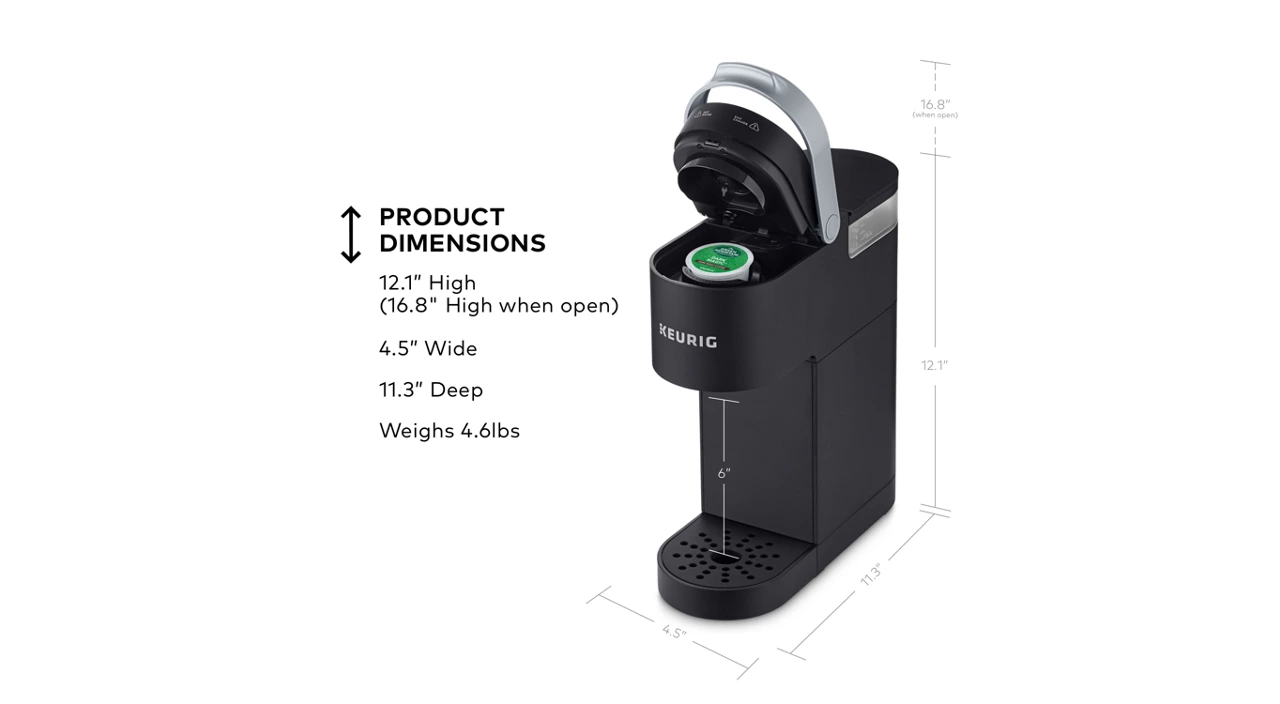 PRODUCT
DIMENSIONS
12.1″ High
(16.8" High when open)
4.5″ Wide
11.3″ Deep
Weighs 4.6lbs
16.8″
(when open)
12.1″
KEURIG
6″
11.3″
4.5″